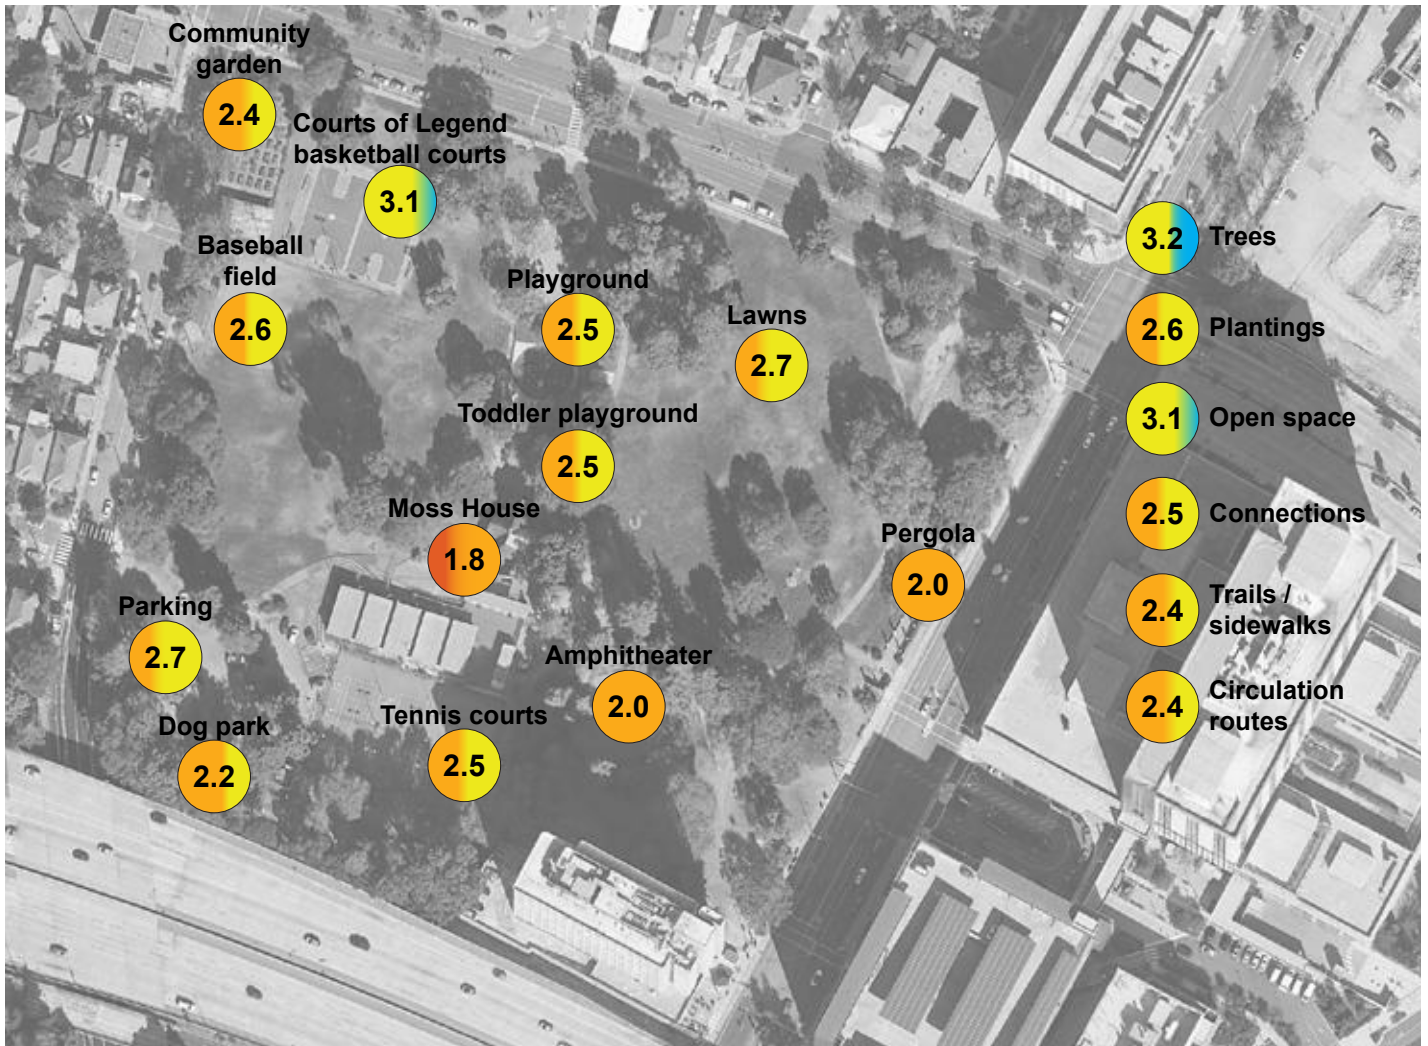 Community
garden
2.4
Courts of Legend
basketball courts
3.1
Baseball
field
2.6
Playground
2.5
Lawns
2.7
Toddler playground
2.5
Moss House
1.8
Pergola
2.0
Parking
2.7
Amphitheater
2.0
Dog park
2.2
Tennis courts
2.5
3.2 Trees
2.6 Plantings
3.1 Open space
2.5 Connections
2.4 Trails /
sidewalks
2.4 Circulation
routes